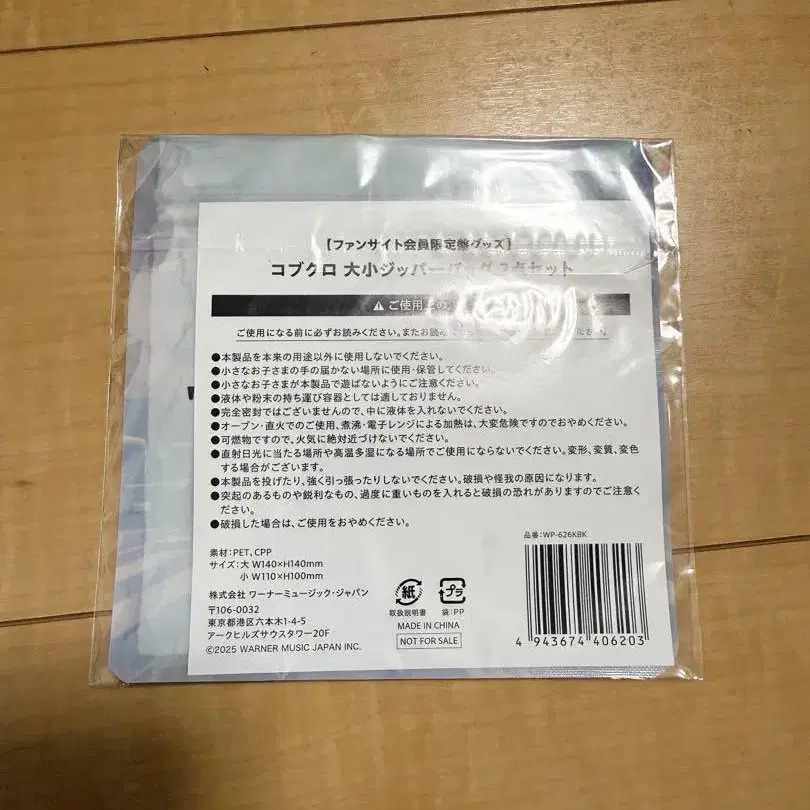 【ファンサイト会員限定盤グッズ】
コブクロ 大小ジッパーバッグ2点セット
⚠ ご使用上の
ご使用になる前に必ずお読みください。またお読み
●本製品を本来の用途以外に使用しないでください。
●小さなお子さまの手の届かない場所に使用・保管してください。
●小さなお子さまが本製品で遊ばないようにご注意ください。
●液体や粉末の持ち運び容器としては適しておりません。
●完全密封ではございませんので、中に液体を入れないでください。
●オーブン・直火でのご使用、煮沸・電子レンジによる加熱は、大変危険ですのでおやめください。
●可燃物ですので、火気に絶対近づけないでください。
●直射日光に当たる場所や高温多湿になる場所でご使用にならないでください。変形、変質、変色
する場合がございます。
●本製品を投げたり、強く引っ張ったりしないでください。破損や怪我の原因になります。
●突起のあるものや鋭利なもの、過度に重いものを入れると破損の恐れがありますのでご注意く
ださい。
●破損した場合は、ご使用をおやめください。
素材:PET、CPP
サイズ:大 W140×H140mm
小 W110×H100mm
株式会社 ワーナーミュージック・ジャパン
〒106-0032
東京都港区六本木1-4-5
アークヒルズサウスタワー20F
©2025 WARNER MUSIC JAPAN INC.
紙
取扱説明書
プラ
袋:PP
MADE IN CHINA
NOT FOR SALE
品番:WP-626KBK
4 943674 406203